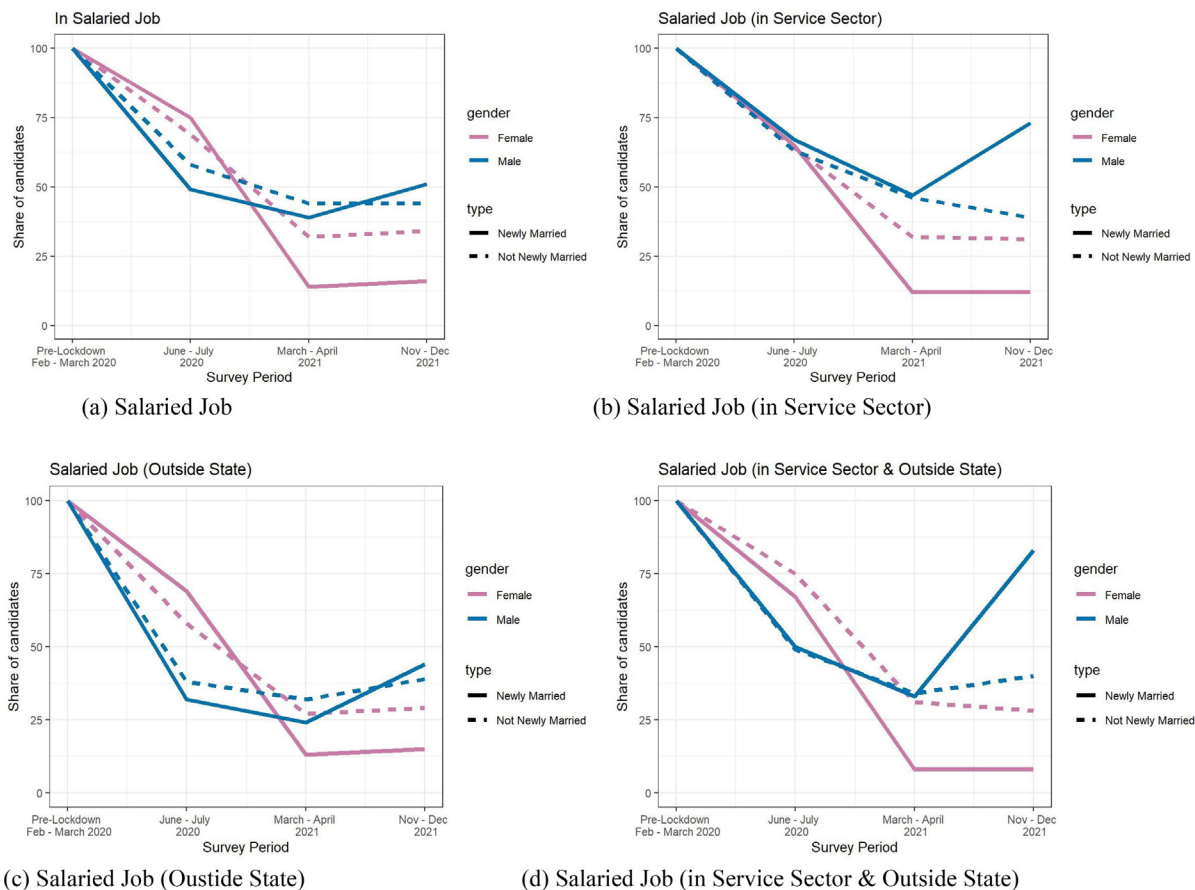 In Salaried Job
Share of candidates
100
75
50
25
0
Pre-Lockdown
Feb - March 2020
June - July
2020
March - April
2021
Nov - Dec
2021
Survey Period
gender
Female
Male
type
Newly Married
Not Newly Married
(a) Salaried Job
Salaried Job (in Service Sector)
Share of candidates
100
75
50
25
0
Pre-Lockdown
Feb - March 2020
June - July
2020
March - April
2021
Nov - Dec
2021
Survey Period
gender
Female
Male
type
Newly Married
Not Newly Married
(b) Salaried Job (in Service Sector)
Salaried Job (Outside State)
Share of candidates
100
75
50
25
0
Pre-Lockdown
Feb - March 2020
June - July
2020
March - April
2021
Nov - Dec
2021
Survey Period
gender
Female
Male
type
Newly Married
Not Newly Married
(c) Salaried Job (Oustide State)
Salaried Job (in Service Sector & Outside State)
Share of candidates
100
75
50
25
0
Pre-Lockdown
Feb - March 2020
June - July
2020
March - April
2021
Nov - Dec
2021
Survey Period
gender
Female
Male
type
Newly Married
Not Newly Married
(d) Salaried Job (in Service Sector & Outside State)